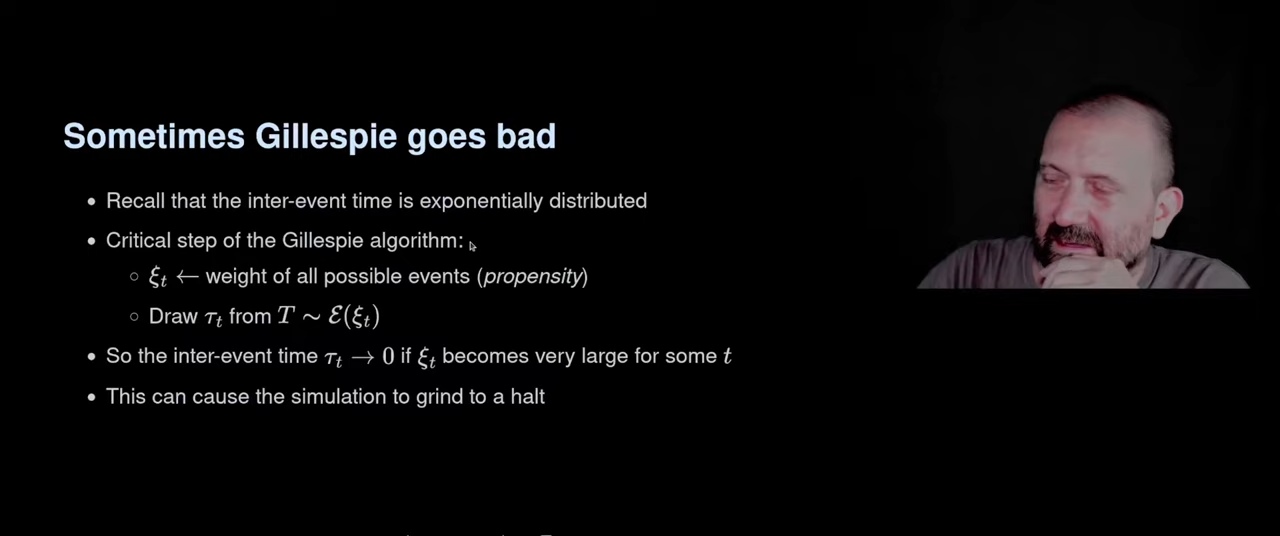 Sometimes Gillespie goes bad
• Recall that the inter-event time is exponentially distributed
• Critical step of the Gillespie algorithm:
◦ ξₜ ← weight of all possible events (propensity)
◦ Draw τₜ from T ∼ ℰ(ξₜ)
• So the inter-event time τₜ → 0 if ξₜ becomes very large for some t
• This can cause the simulation to grind to a halt